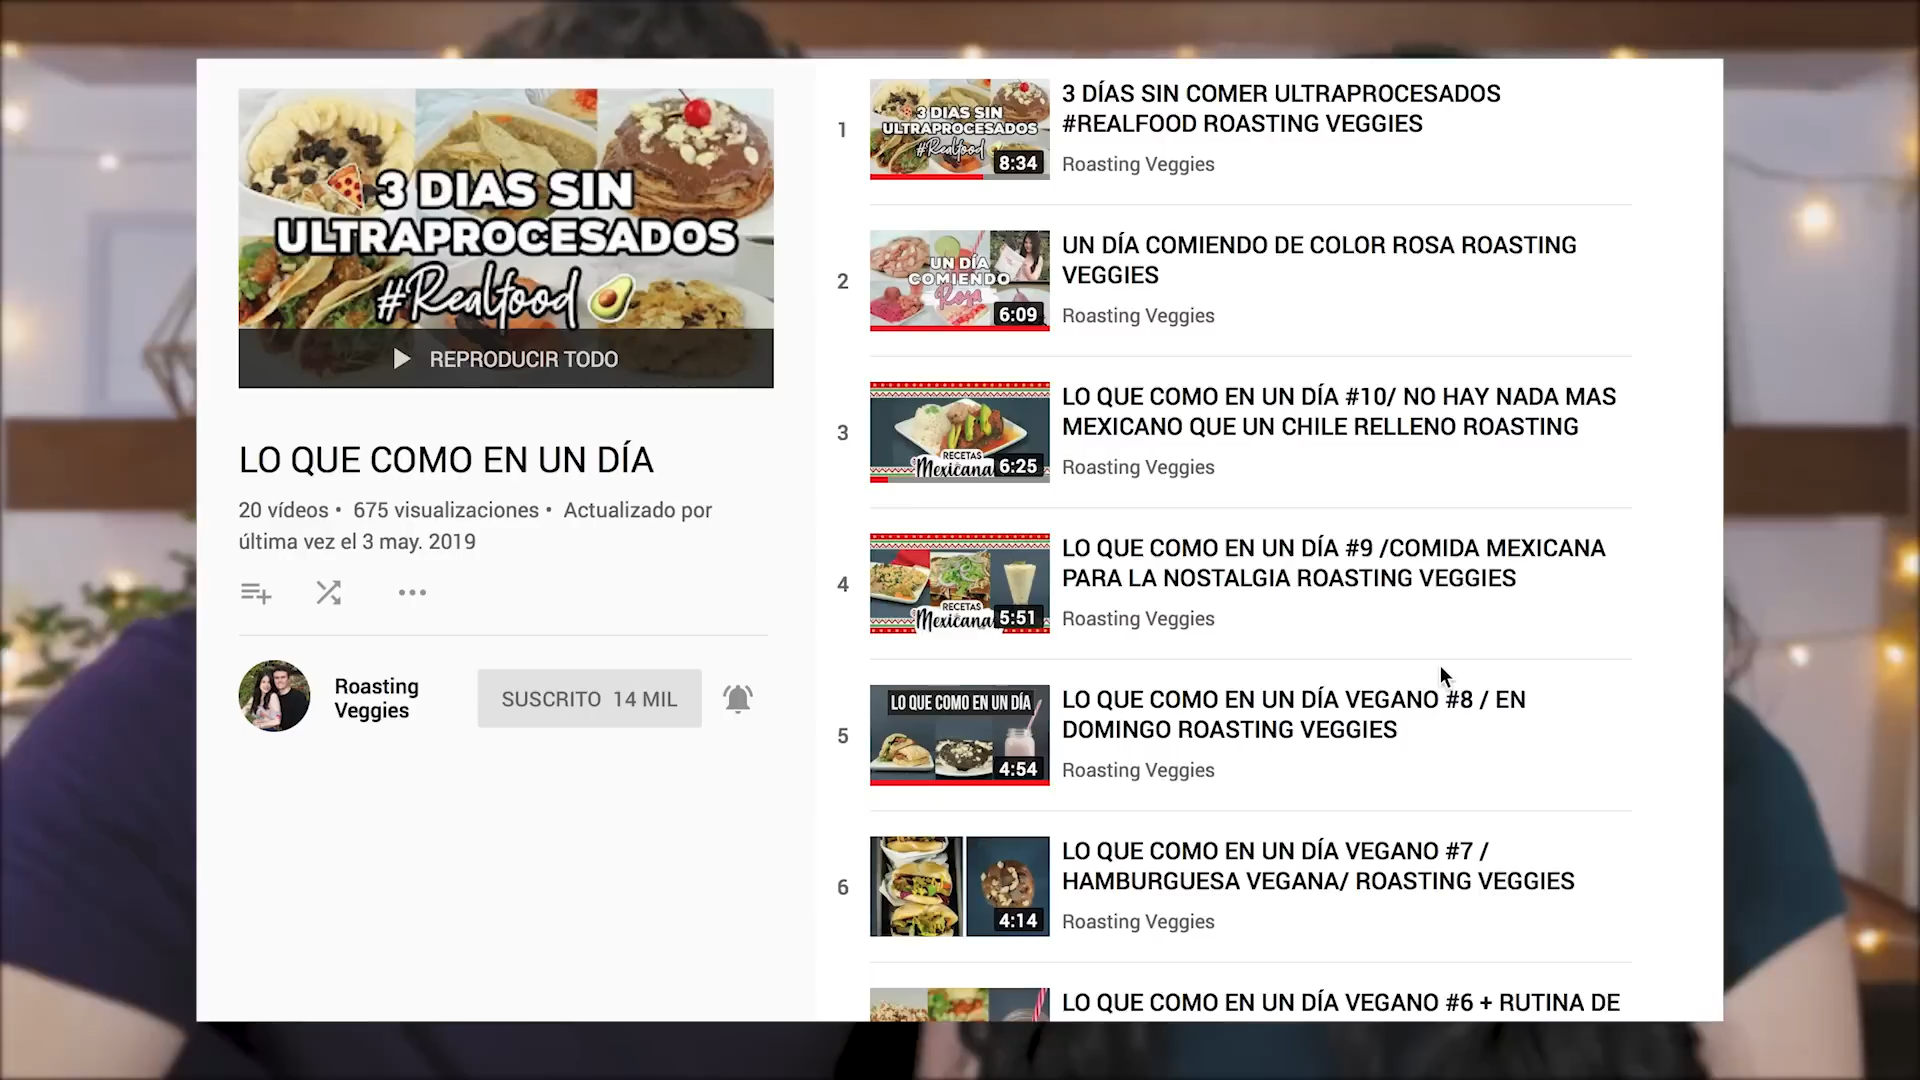 3 DIAS SIN
ULTRAPROCESADOS
#Realfood
REPRODUCIR TODO
LO QUE COMO EN UN DÍA
20 vídeos • 675 visualizaciones • Actualizado por
última vez el 3 may. 2019
Roasting
Veggies
SUSCRITO 14 MIL
1
3 DIAS SIN
ULTRAPROCESADOS
#Realfood
8:34
3 DÍAS SIN COMER ULTRAPROCESADOS
#REALFOOD ROASTING VEGGIES
Roasting Veggies
2
UN DÍA
COMIENDO
Rosa
6:09
UN DÍA COMIENDO DE COLOR ROSA ROASTING
VEGGIES
Roasting Veggies
3
RECETAS
Mexicanas
6:25
LO QUE COMO EN UN DÍA #10/ NO HAY NADA MAS
MEXICANO QUE UN CHILE RELLENO ROASTING
Roasting Veggies
4
RECETAS
Mexicanas
5:51
LO QUE COMO EN UN DÍA #9 /COMIDA MEXICANA
PARA LA NOSTALGIA ROASTING VEGGIES
Roasting Veggies
5
LO QUE COMO EN UN DÍA
4:54
LO QUE COMO EN UN DÍA VEGANO #8 / EN
DOMINGO ROASTING VEGGIES
Roasting Veggies
6
4:14
LO QUE COMO EN UN DÍA VEGANO #7 /
HAMBURGUESA VEGANA/ ROASTING VEGGIES
Roasting Veggies
LO QUE COMO EN UN DÍA VEGANO #6 + RUTINA DE